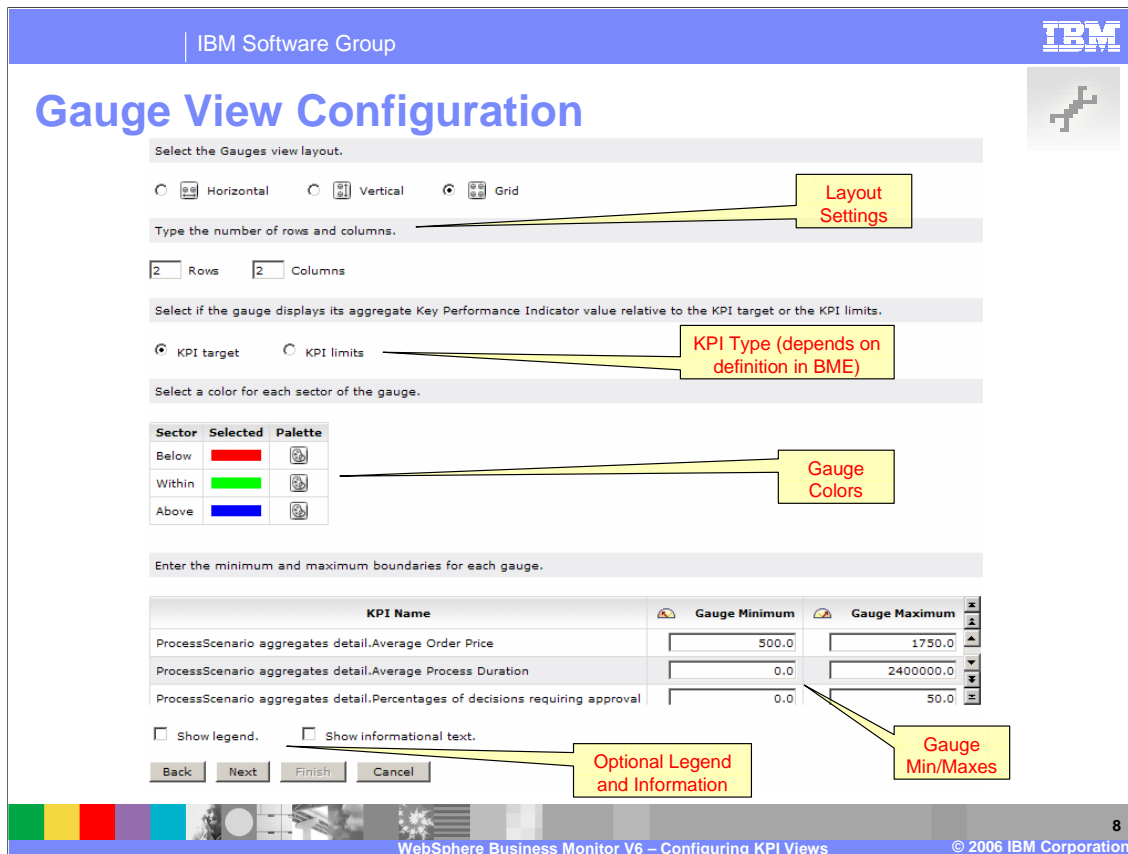 IBM Software Group
IBM
Gauge View Configuration
Select the Gauges view layout.
Horizontal Vertical Grid
Layout
Settings
Type the number of rows and columns.
2 Rows 2 Columns
Select if the gauge displays its aggregate Key Performance Indicator value relative to the KPI target or the KPI limits.
KPI target KPI limits
KPI Type (depends on
definition in BME)
Select a color for each sector of the gauge.
Sector Selected Palette
Below
Within
Above
Gauge
Colors
Enter the minimum and maximum boundaries for each gauge.
KPI Name Gauge Minimum Gauge Maximum
ProcessScenario aggregates detail.Average Order Price 500.0 1750.0
ProcessScenario aggregates detail.Average Process Duration 0.0 2400000.0
ProcessScenario aggregates detail.Percentages of decisions requiring approval 0.0 50.0
Show legend. Show informational text.
Gauge
Min/Maxes
Optional Legend
and Information
Back Next Finish Cancel
8
WebSphere Business Monitor V6 – Configuring KPI Views © 2006 IBM Corporation